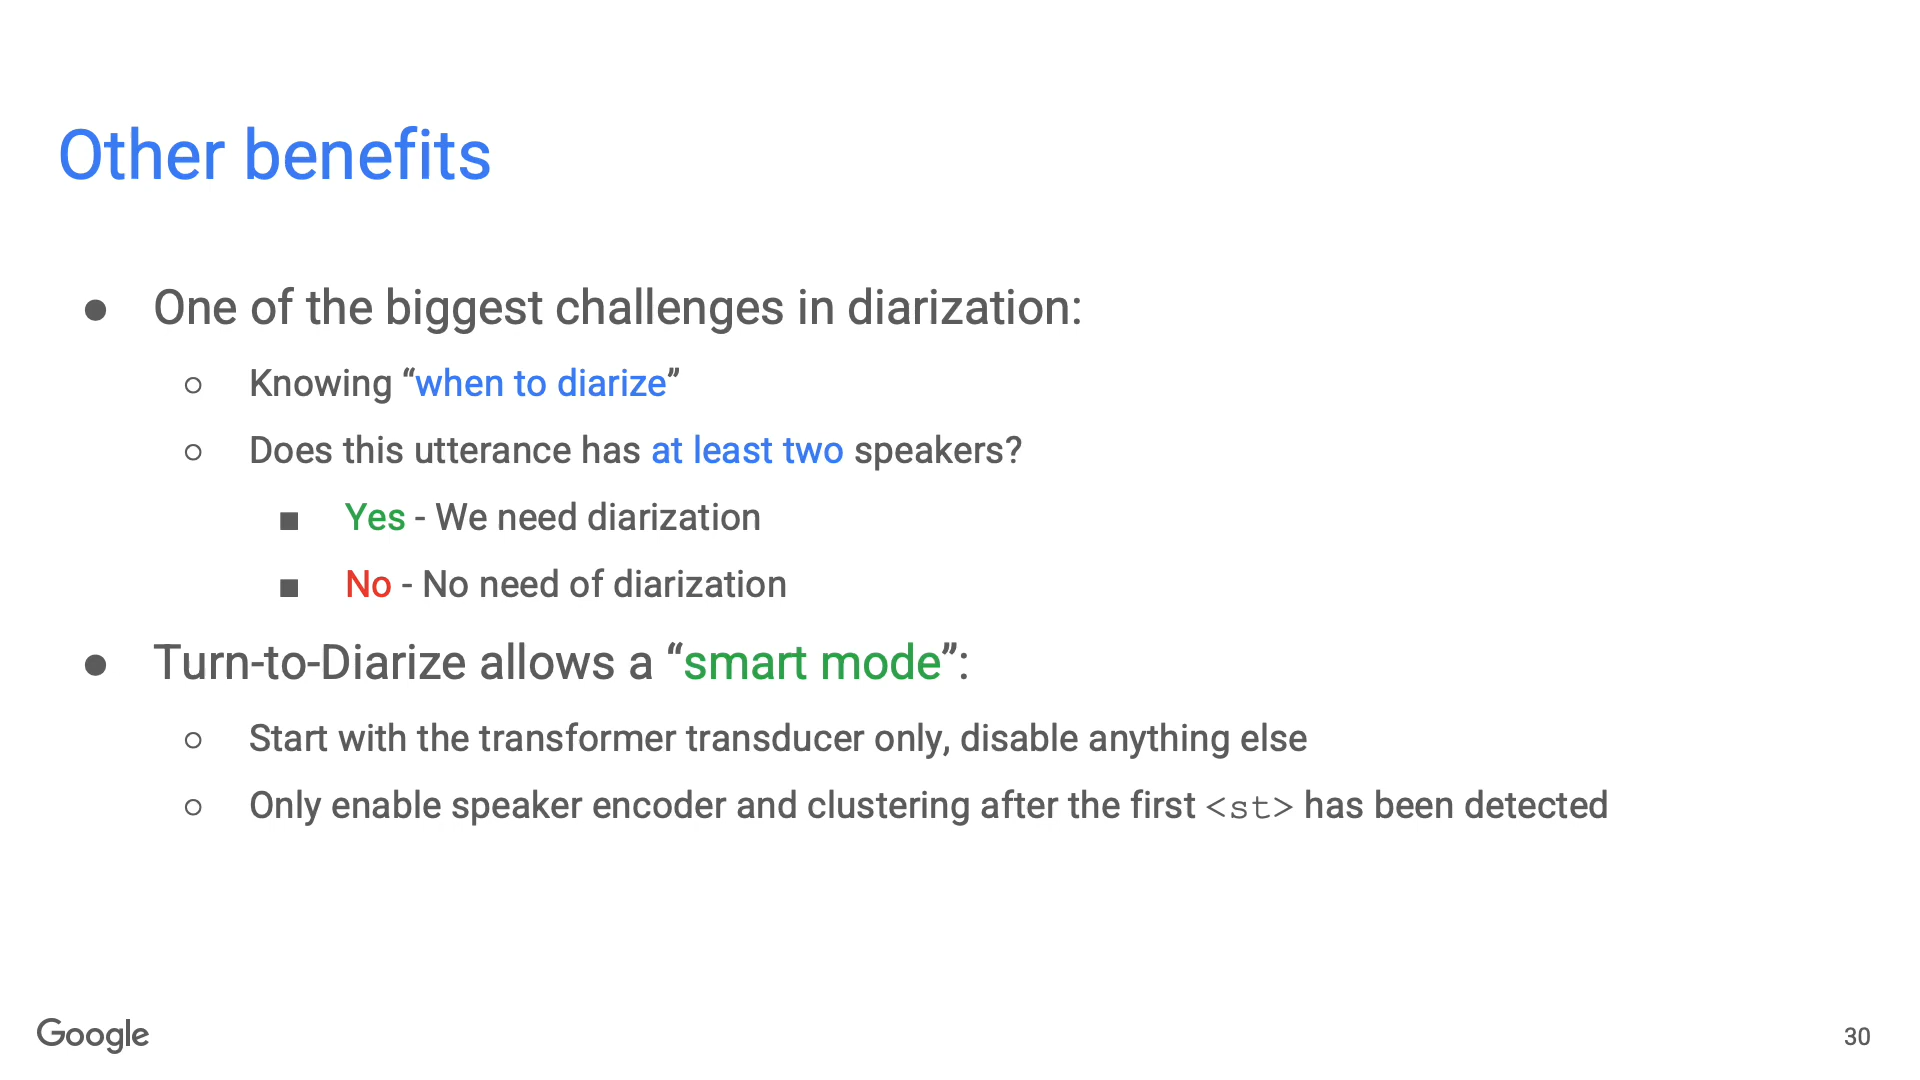 Other benefits
● One of the biggest challenges in diarization:
○ Knowing “when to diarize”
○ Does this utterance has at least two speakers?
■ Yes - We need diarization
■ No - No need of diarization
● Turn-to-Diarize allows a “smart mode”:
○ Start with the transformer transducer only, disable anything else
○ Only enable speaker encoder and clustering after the first <st> has been detected
Google
30